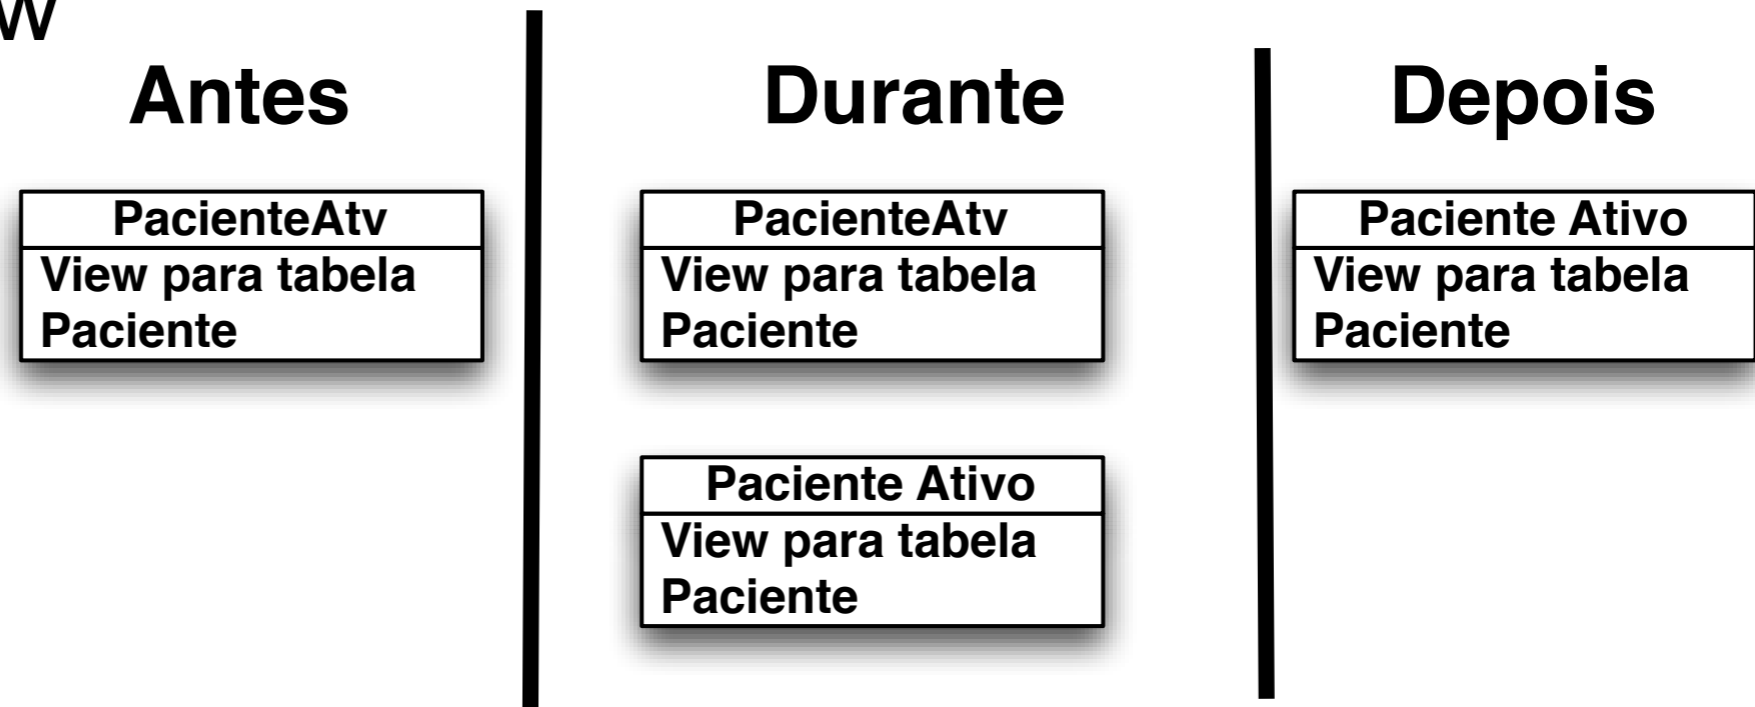 w
Antes
Durante
Depois
PacienteAtv
View para tabela
Paciente
PacienteAtv
View para tabela
Paciente
Paciente Ativo
View para tabela
Paciente
Paciente Ativo
View para tabela
Paciente